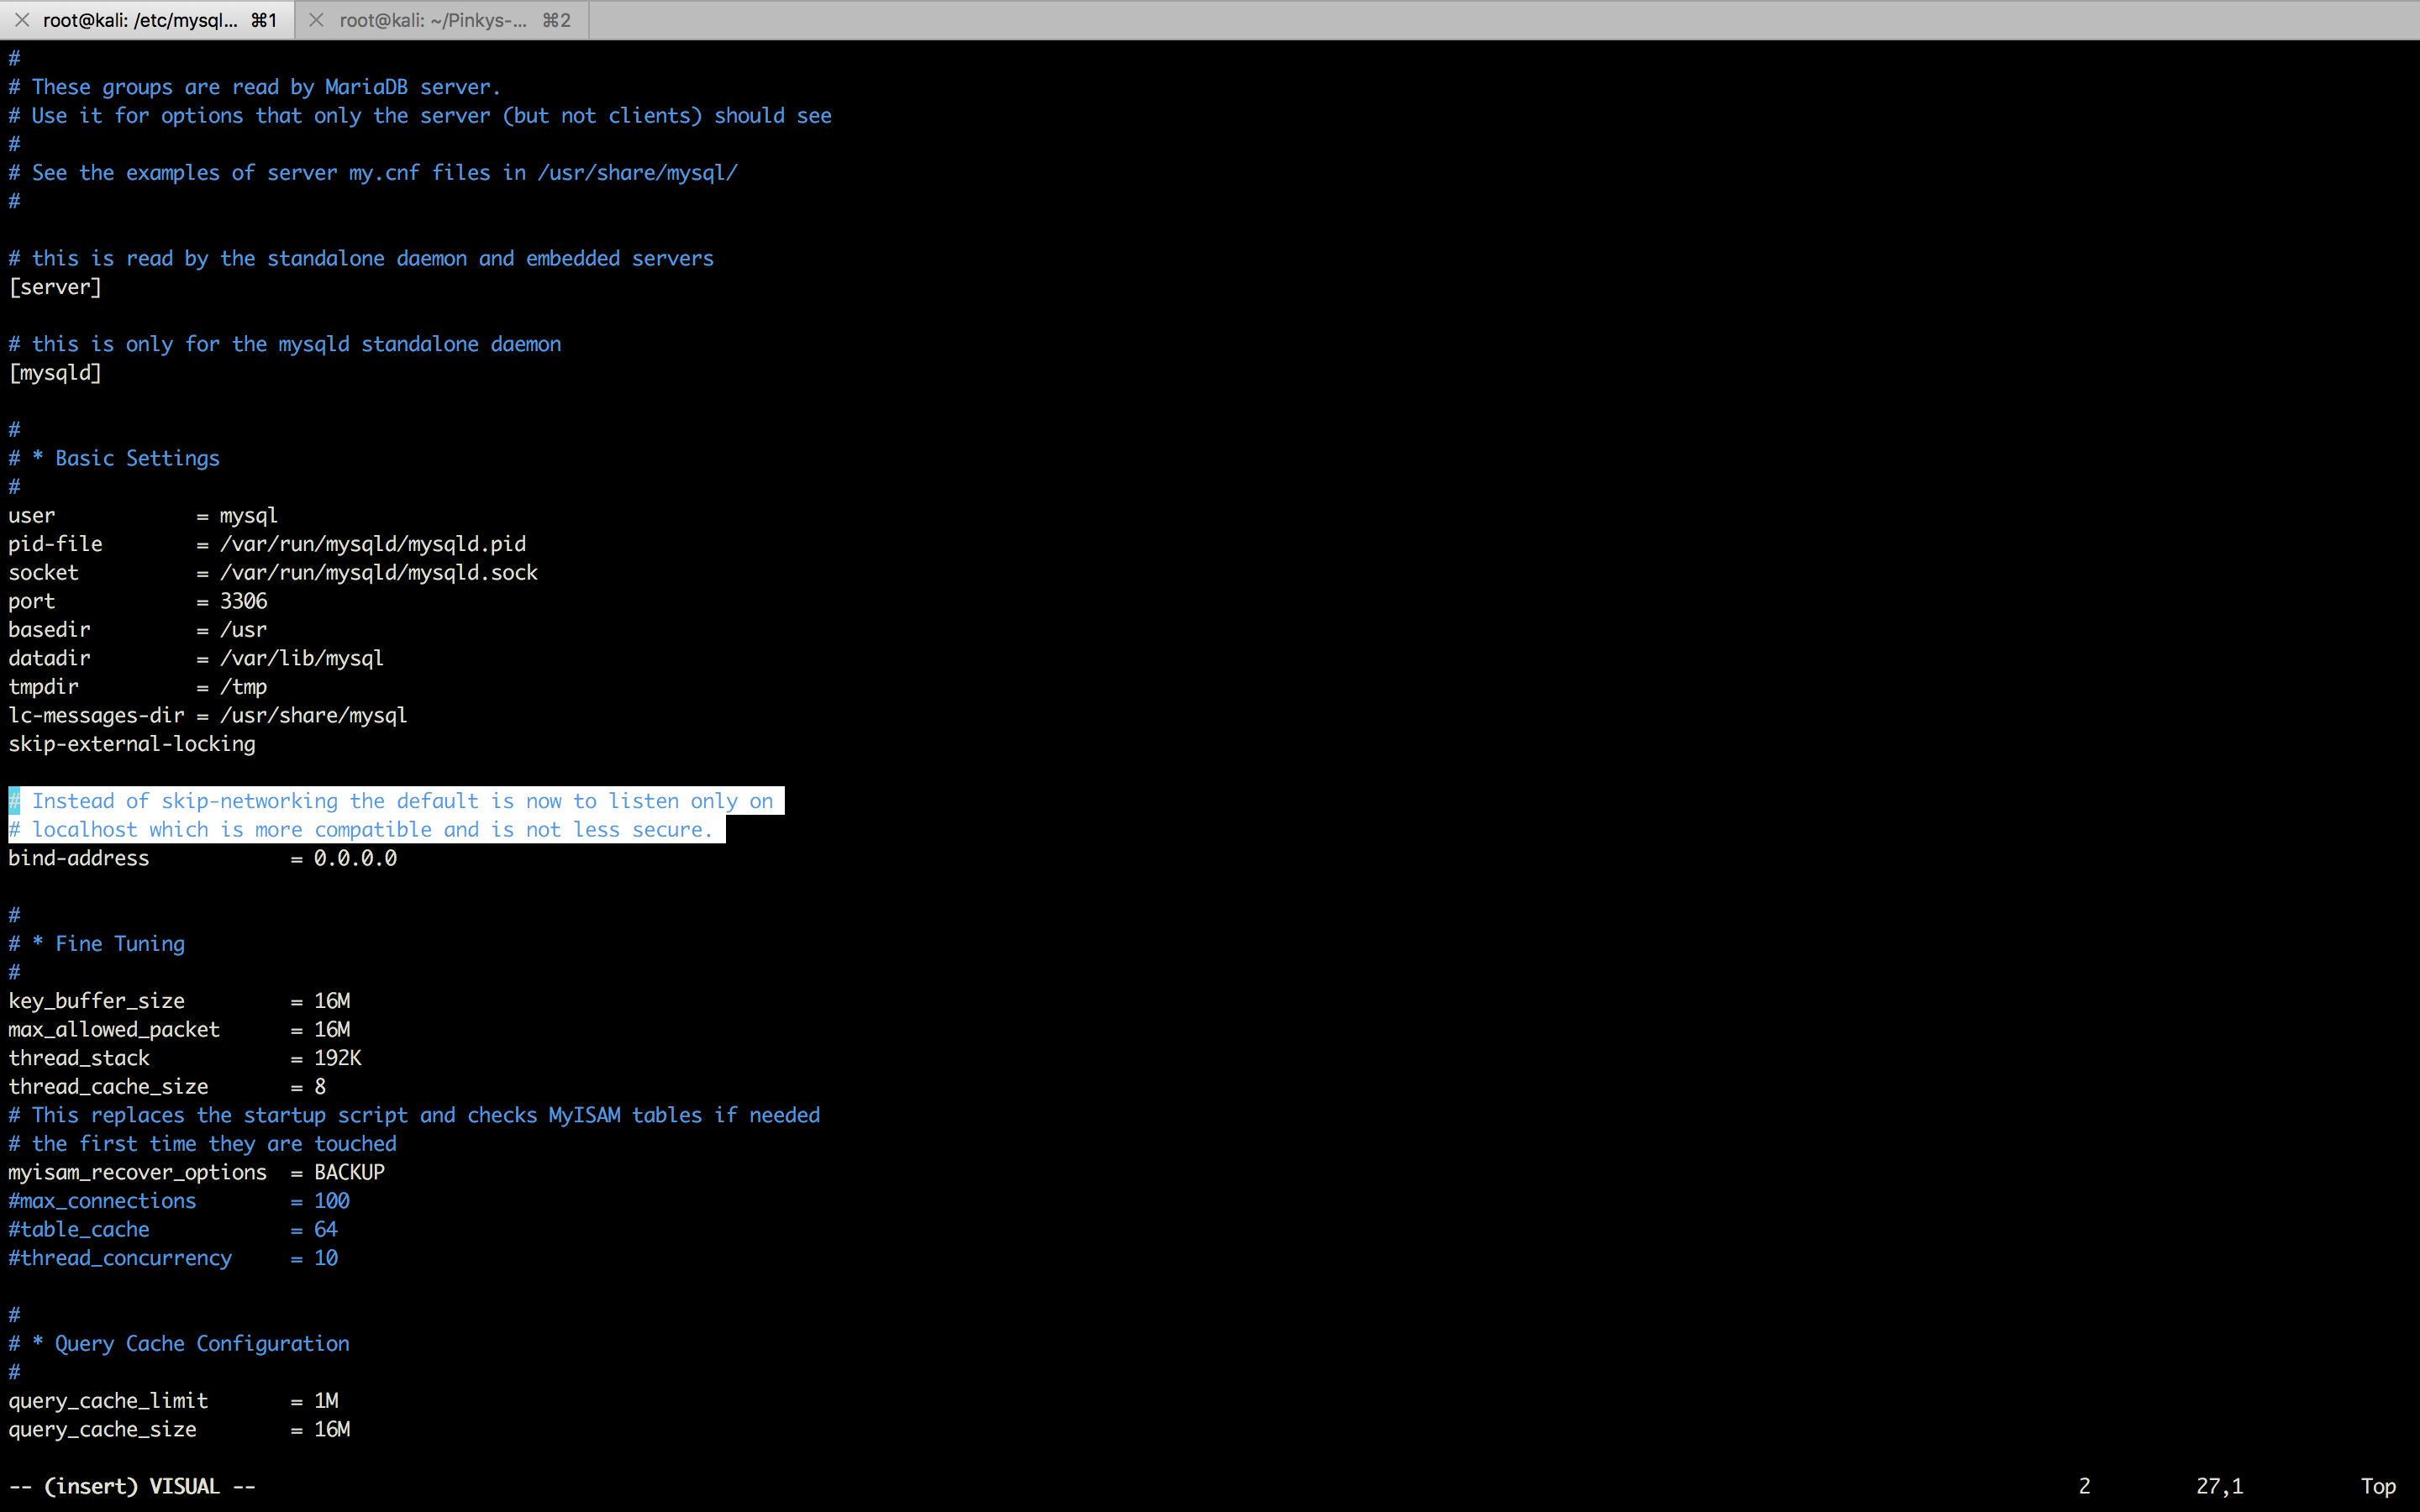 root@kali: /etc/mysql... ⌘1 root@kali: ~/Pinkys-... ⌘2
#
# These groups are read by MariaDB server.
# Use it for options that only the server (but not clients) should see
#
# See the examples of server my.cnf files in /usr/share/mysql/
#
# this is read by the standalone daemon and embedded servers
[server]
# this is only for the mysqld standalone daemon
[mysqld]
#
# * Basic Settings
#
user            = mysql
pid-file        = /var/run/mysqld/mysqld.pid
socket          = /var/run/mysqld/mysqld.sock
port            = 3306
basedir         = /usr
datadir         = /var/lib/mysql
tmpdir          = /tmp
lc-messages-dir = /usr/share/mysql
skip-external-locking
# Instead of skip-networking the default is now to listen only on
# localhost which is more compatible and is not less secure.
bind-address            = 0.0.0.0
#
# * Fine Tuning
#
key_buffer_size         = 16M
max_allowed_packet      = 16M
thread_stack            = 192K
thread_cache_size       = 8
# This replaces the startup script and checks MyISAM tables if needed
# the first time they are touched
myisam_recover_options  = BACKUP
#max_connections        = 100
#table_cache            = 64
#thread_concurrency     = 10
#
# * Query Cache Configuration
#
query_cache_limit       = 1M
query_cache_size        = 16M
-- (insert) VISUAL -- 2 27,1 Top